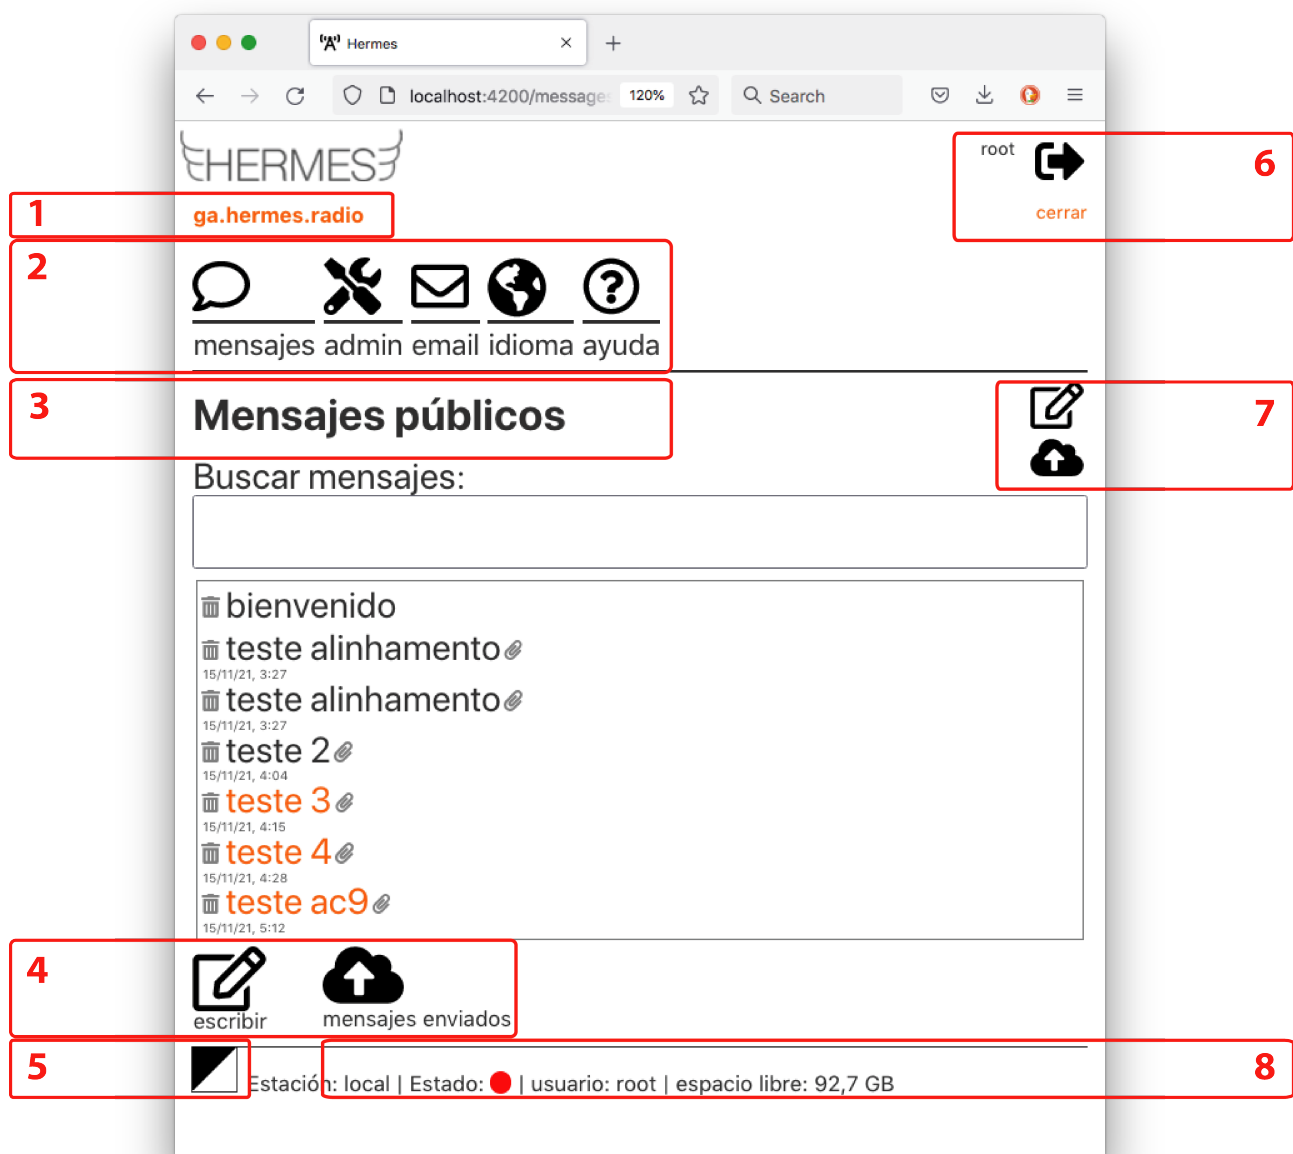 Hermes
localhost:4200/message
120%
Search
HERMES
root
6
1
ga.hermes.radio
cerrar
2
mensajes admin email idioma ayuda
3
Mensajes públicos
7
Buscar mensajes:
bienvenido
teste alinhamento
15/11/21, 3:27
teste alinhamento
15/11/21, 3:27
teste 2
15/11/21, 4:04
teste 3
15/11/21, 4:15
teste 4
15/11/21, 4:28
teste ac9
15/11/21, 5:12
4
escribir
mensajes enviados
5
8
Estación: local | Estado: | usuario: root | espacio libre: 92,7 GB